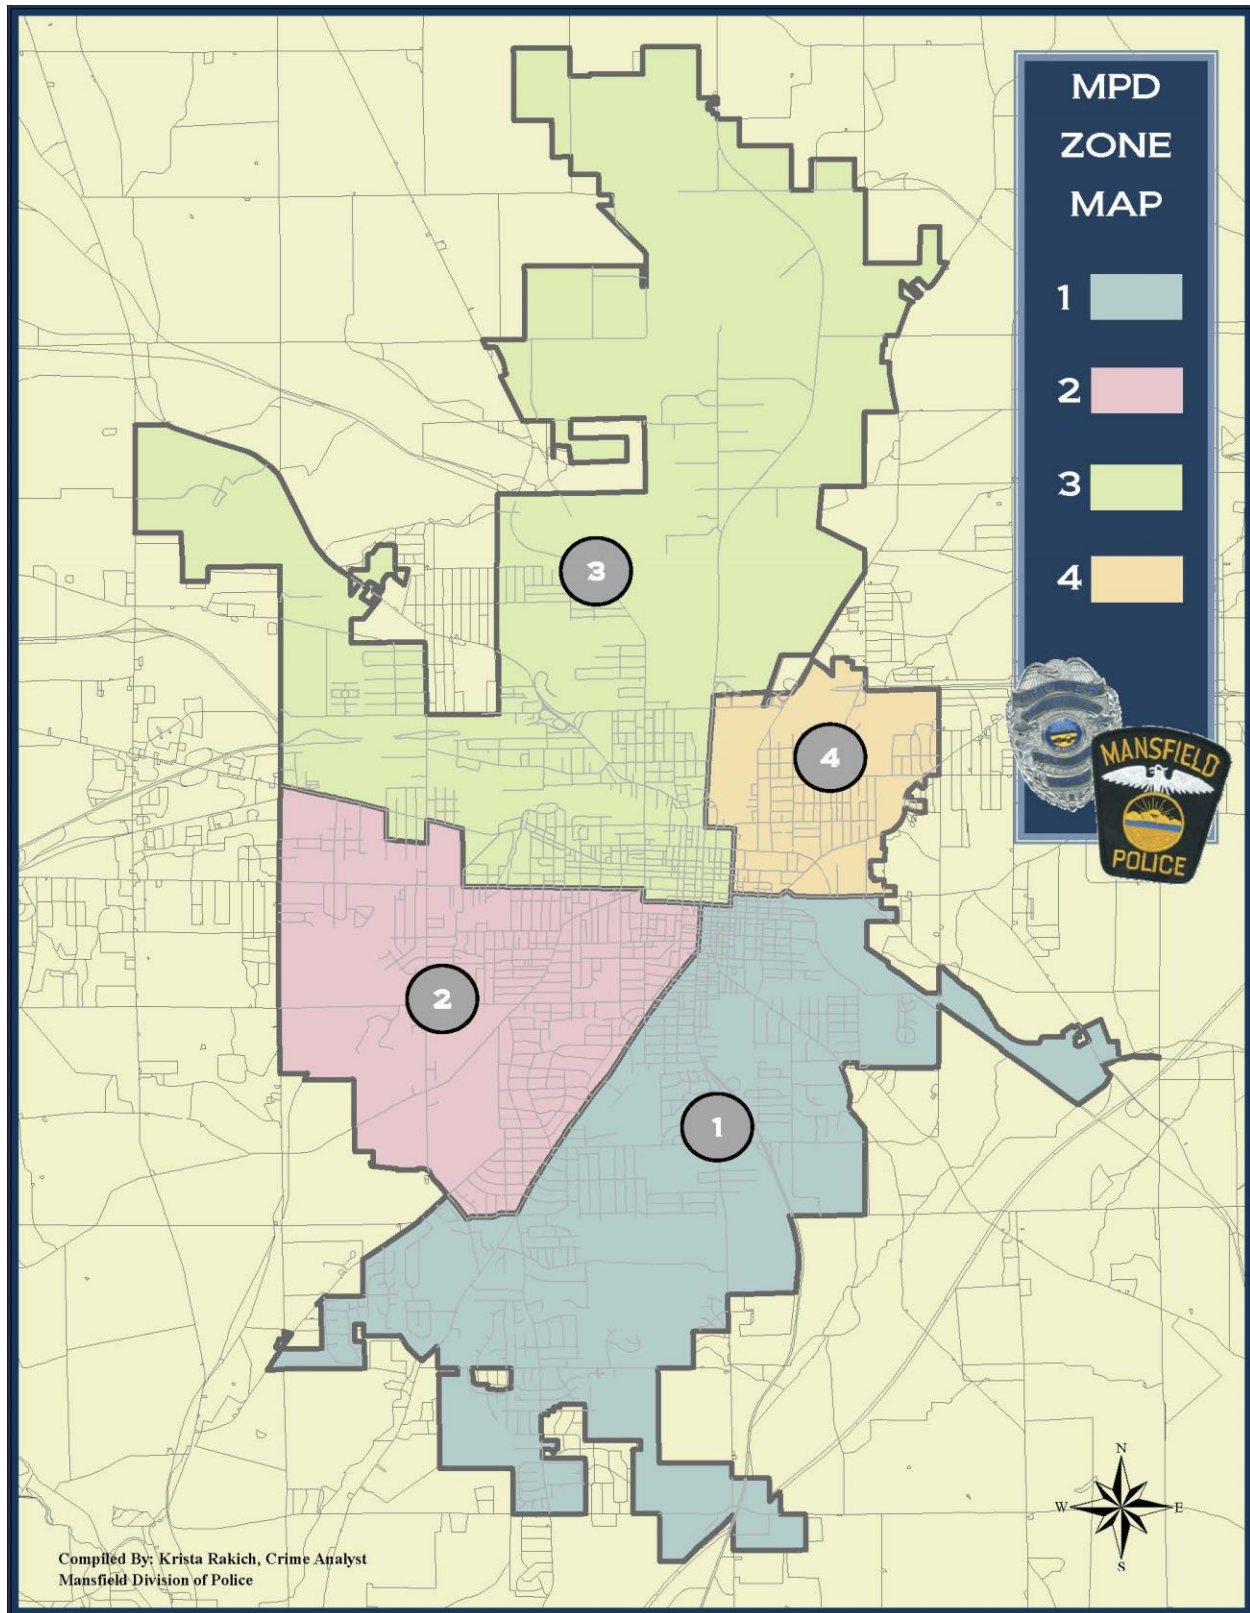 MPD
ZONE
MAP
1
2
3
4
3
4
2
1
MANSFIELD
POLICE
N
W
E
S
Compiled By: Krista Rakich, Crime Analyst
Mansfield Division of Police